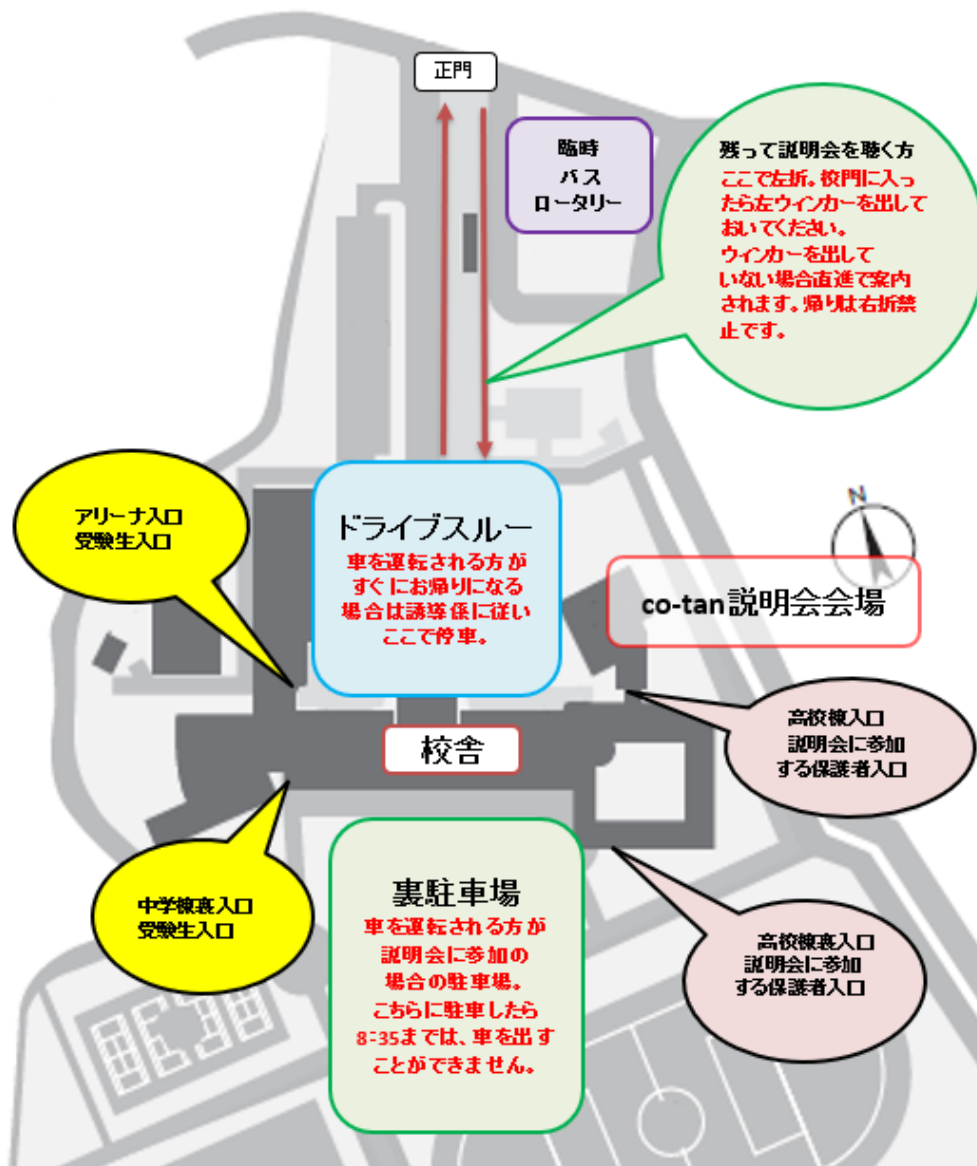 正門
臨時
バス
ロータリー
残って説明会を聴く方
ここで左折。校門に入っ
たら左ウィンカーを出して
おいてください。
ウィンカーを出して
いない場合直進で案内
されます。帰りは右折禁
止です。
アリーナ入口
受験生入口
ドライブスルー
車を運転される方が
すぐにお帰りになる
場合は誘導係に従い
ここで停車。
N
co-tan説明会会場
高校棟入口
説明会に参加
する保護者入口
校舎
中学棟裏入口
受験生入口
裏駐車場
車を運転される方が
説明会に参加の
場合の駐車場。
こちらに駐車したら
8:35までは、車を出す
ことができません。
高校棟裏入口
説明会に参加
する保護者入口